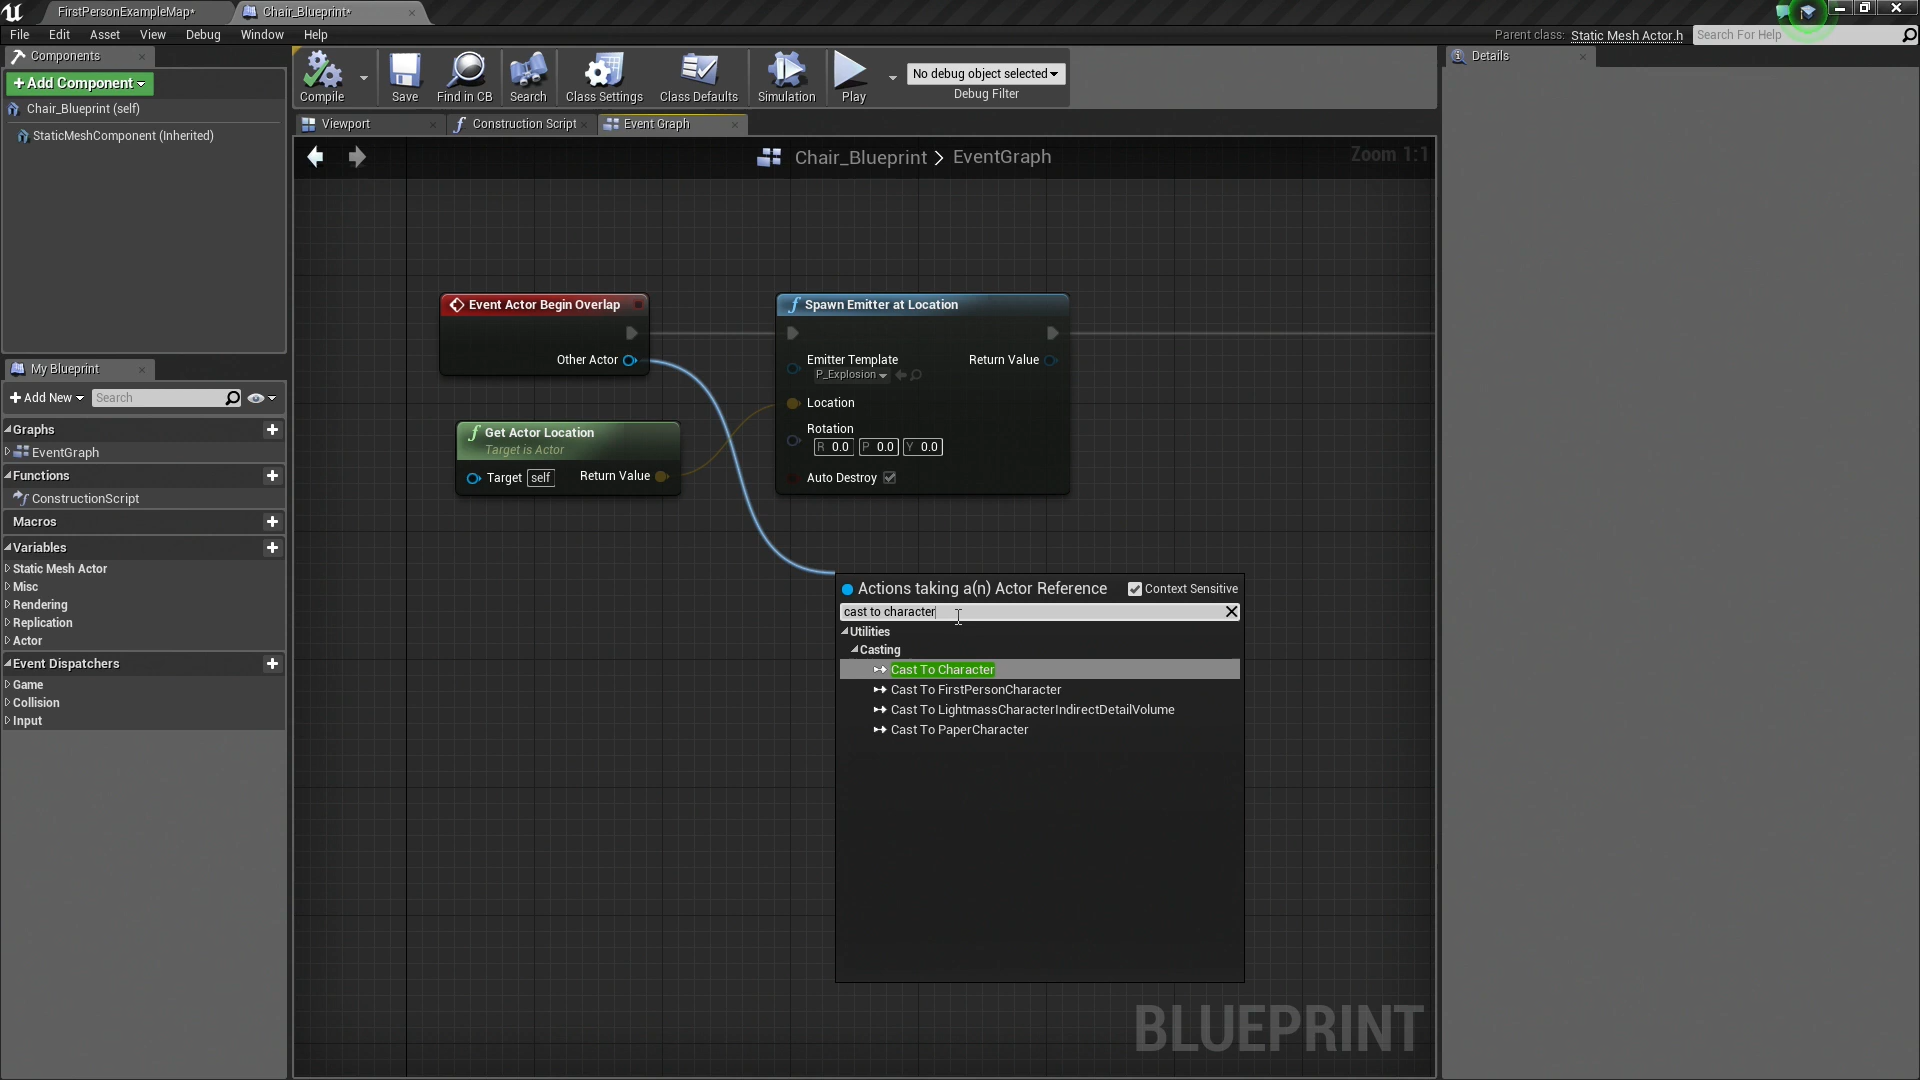 FirstPersonExampleMap*
Chair_Blueprint*
File Edit Asset View Debug Window Help
Parent class: Static Mesh Actor.h
Search For Help
Components
+Add Component
Chair_Blueprint (self)
StaticMeshComponent (Inherited)
My Blueprint
Add New
Search
Graphs
EventGraph
Functions
ConstructionScript
Macros
Variables
Static Mesh Actor
Misc
Rendering
Replication
Actor
Event Dispatchers
Game
Collision
Input
Compile Save Find in CB Search Class Settings Class Defaults Simulation Play
No debug object selected
Debug Filter
Viewport
Construction Script
Event Graph
Chair_Blueprint > EventGraph
Zoom 1:1
Event Actor Begin Overlap
Other Actor
Get Actor Location
Target is Actor
Target self Return Value
Spawn Emitter at Location
Emitter Template Return Value
P_Explosion
Location
Rotation
R 0.0 P 0.0 Y 0.0
Auto Destroy
Actions taking a(n) Actor Reference
Context Sensitive
cast to character
Utilities
Casting
Cast To Character
Cast To FirstPersonCharacter
Cast To LightmassCharacterIndirectDetailVolume
Cast To PaperCharacter
BLUEPRINT
Details